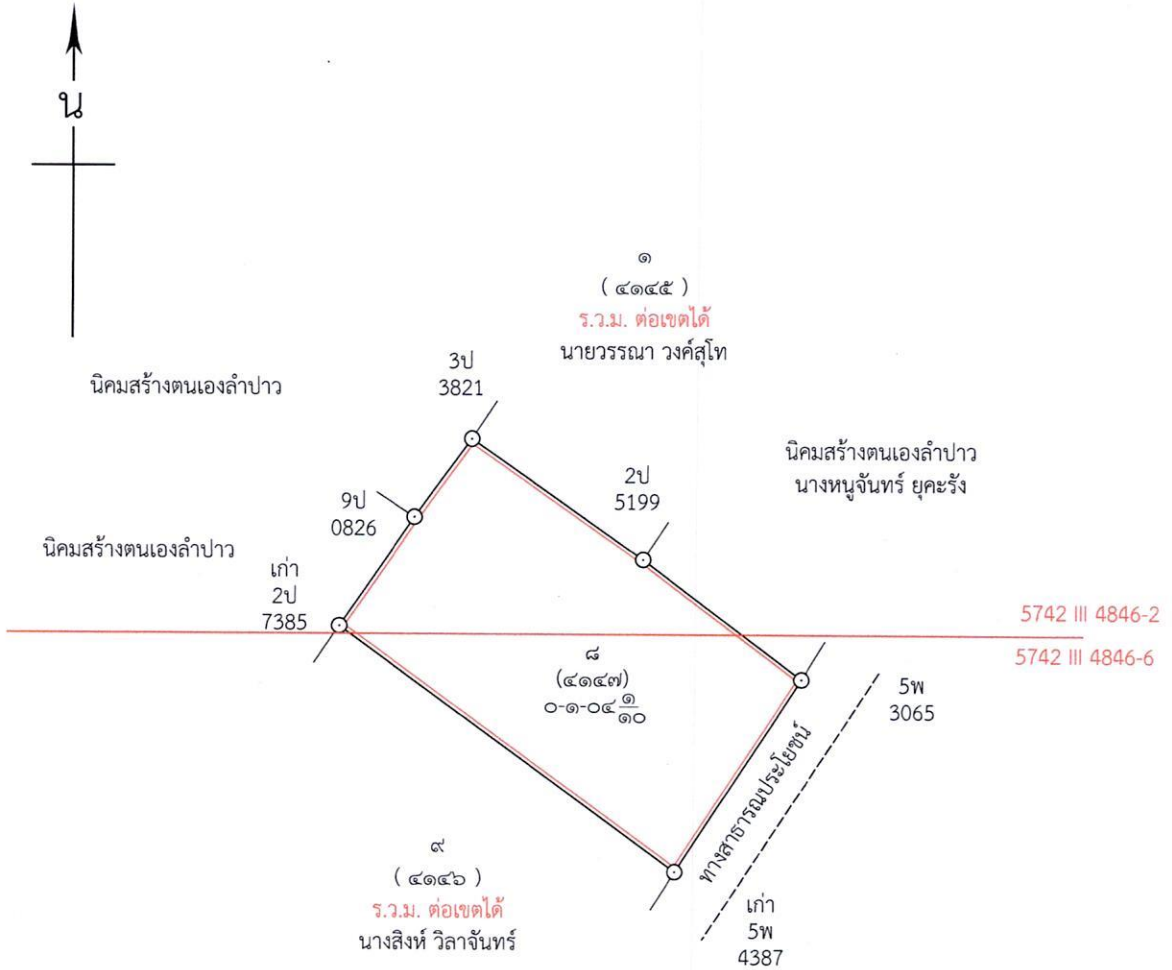 น
๑
( ๔๑๔๕ )
ร.ว.ม. ต่อเขตได้
นายวรรณา วงค์สุโท
3ป
3821
นิคมสร้างตนเองลำปาว
นิคมสร้างตนเองลำปาว
นางหนูจันทร์ ยุคะรัง
2ป
5199
9ป
0826
นิคมสร้างตนเองลำปาว
เก่า
2ป
7385
5742 III 4846-2
5742 III 4846-6
๘
(๔๑๔๗)
๐-๑-๐๔ ๑/๑๐
5พ
3065
ทางสาธารณประโยชน์
๙
( ๔๑๔๖ )
ร.ว.ม. ต่อเขตได้
นางสิงห์ วิลาจันทร์
เก่า
5พ
4387